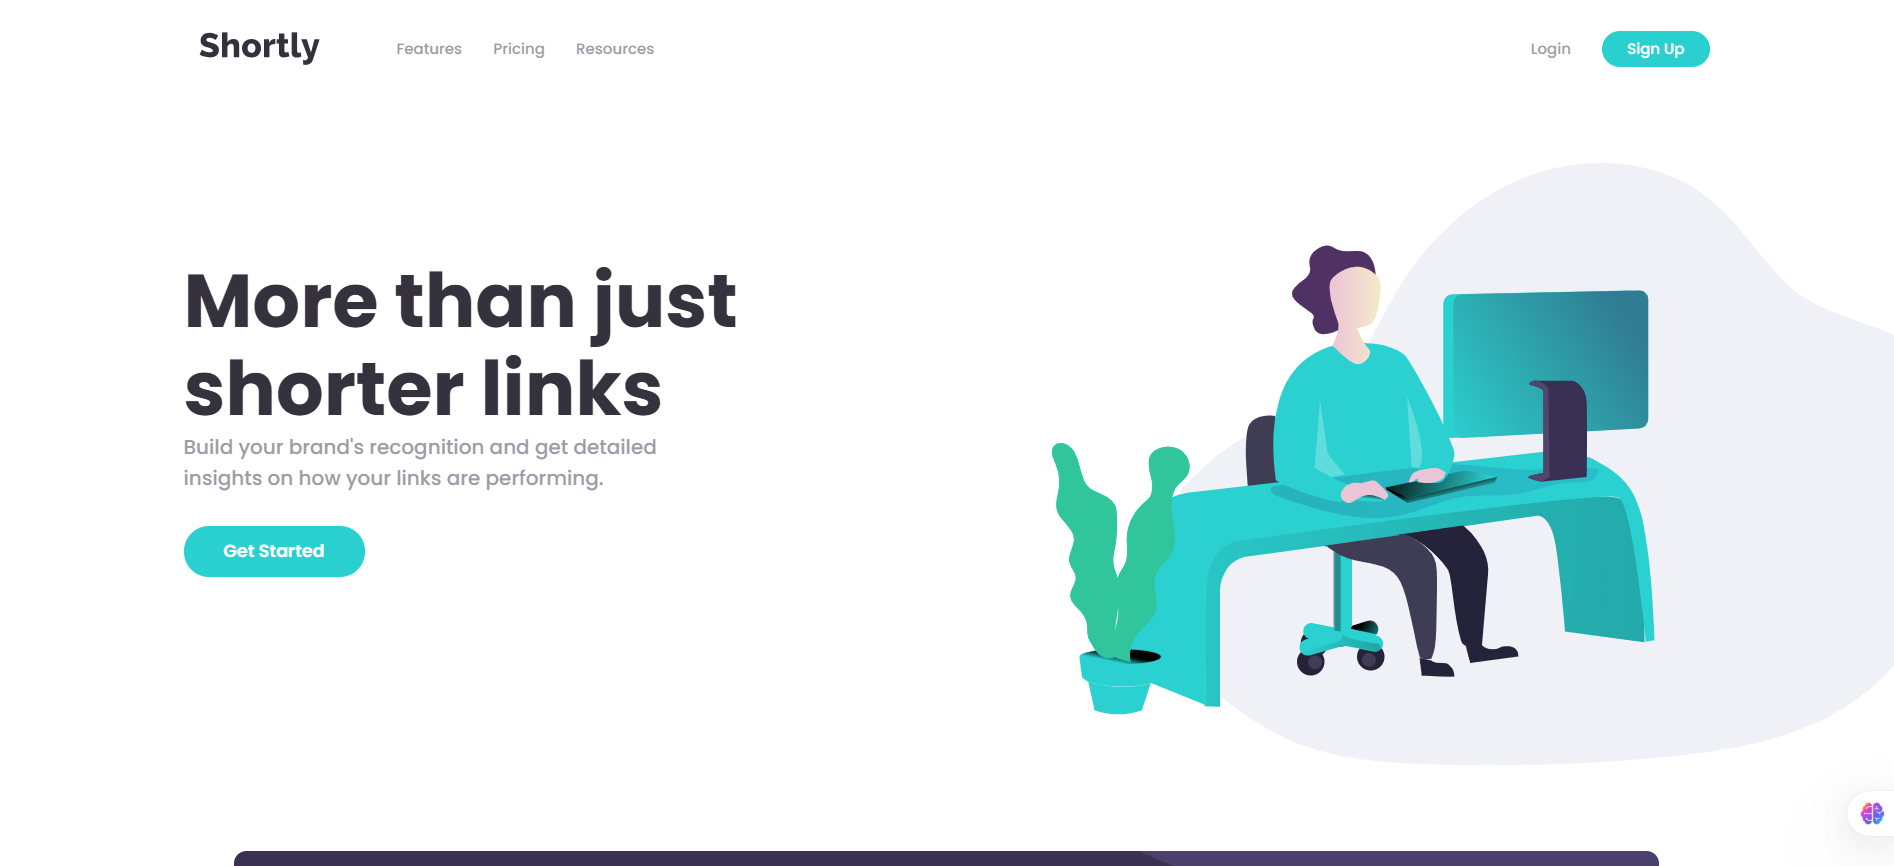 Shortly
Features
Pricing
Resources
Login
Sign Up
More than just
shorter links
Build your brand's recognition and get detailed
insights on how your links are performing.
Get Started